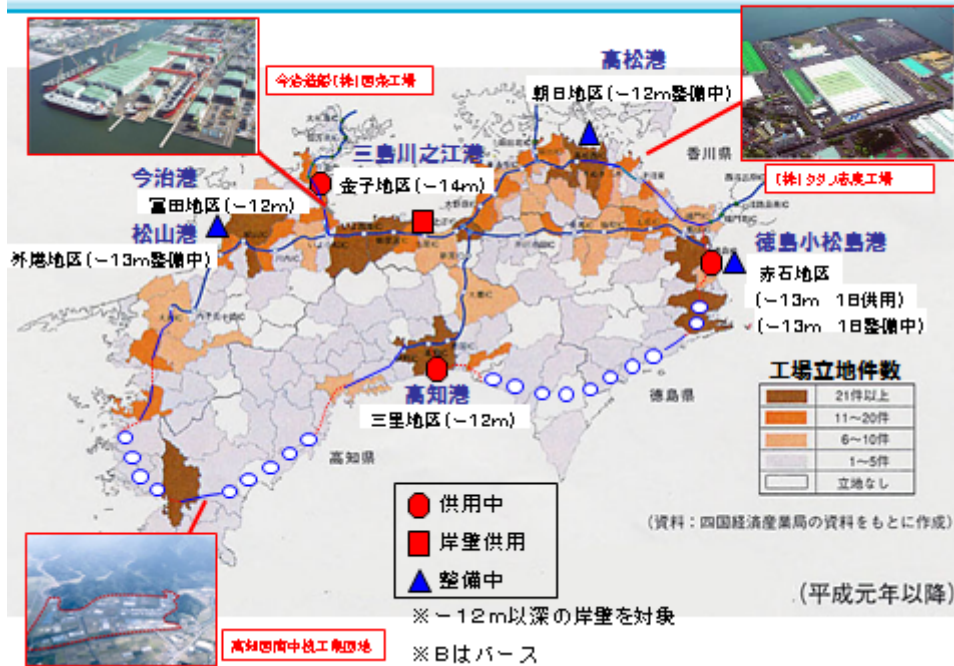 今治造船(株)西条工場
高松港
朝日地区(-12m整備中)
香川県
三島川之江港
金子地区(-14m)
今治港
富田地区(-12m)
松山港
外港地区(-13m整備中)
(株)タダノ志度工場
徳島小松島港
赤石地区
(-13m 1B供用)
(-13m 1B整備中)
高知港
三里地区(-12m)
徳島県
高知県
工場立地件数
21件以上
11~20件
6~10件
1~5件
立地なし
供用中
岸壁供用
整備中
(資料:四国経済産業局の資料をもとに作成)
(平成元年以降)
※-12m以深の岸壁を対象
※Bはバース
高知西南中核工業団地